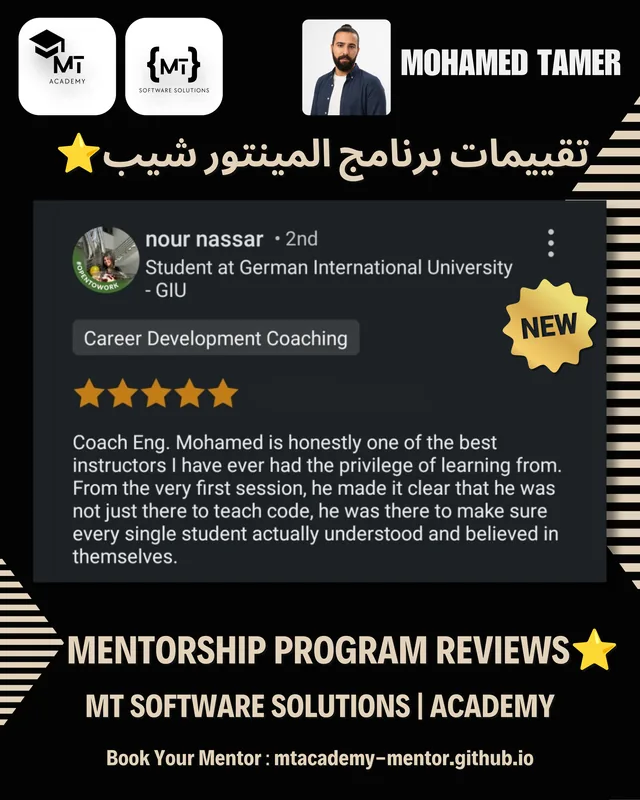 MT
ACADEMY
{MT}
SOFTWARE SOLUTIONS
MOHAMED TAMER
تقييمات برنامج المينتور شيب⭐
nour nassar • 2nd
Student at German International University
- GIU
#OPENTOWORK
Career Development Coaching
NEW
Coach Eng. Mohamed is honestly one of the best
instructors I have ever had the privilege of learning from.
From the very first session, he made it clear that he was
not just there to teach code, he was there to make sure
every single student actually understood and believed in
themselves.
MENTORSHIP PROGRAM REVIEWS⭐
MT SOFTWARE SOLUTIONS | ACADEMY
Book Your Mentor : mtacademy-mentor.github.io